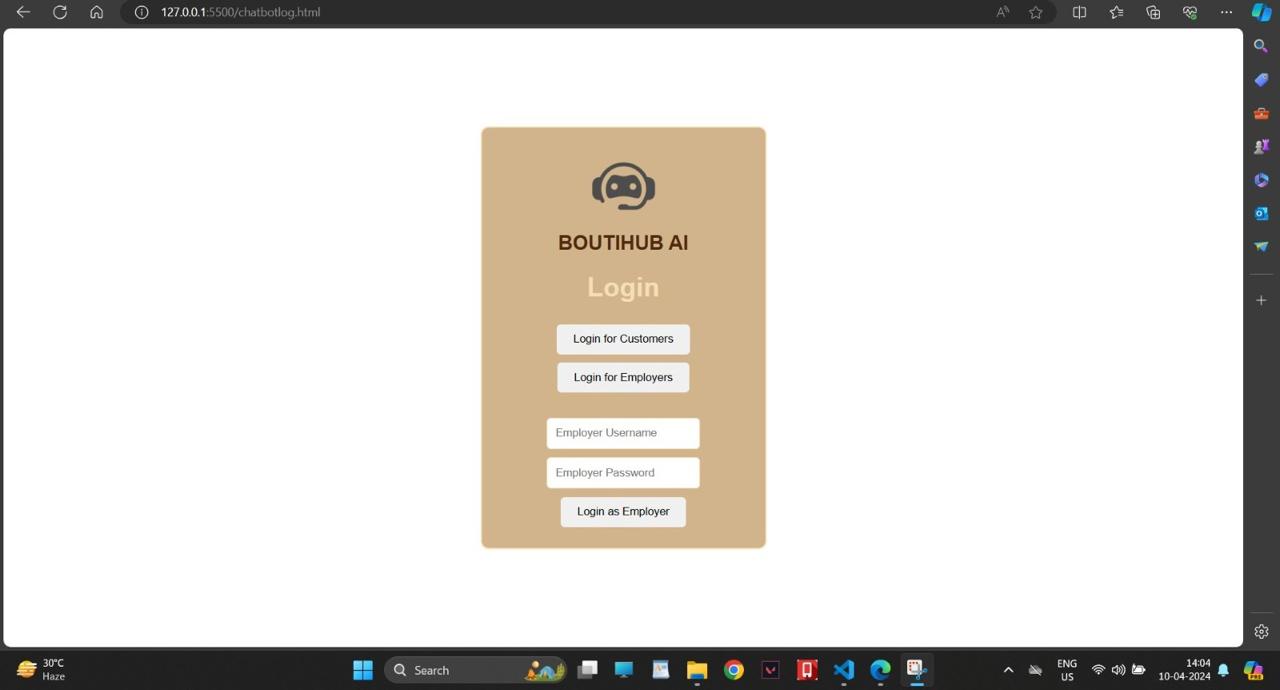 127.0.0.1:5500/chatbotlog.html
BOUTIHUB AI
Login
Login for Customers
Login for Employers
Employer Username
Employer Password
Login as Employer
30°C
Haze
Search
ENG
US
14:04
10-04-2024